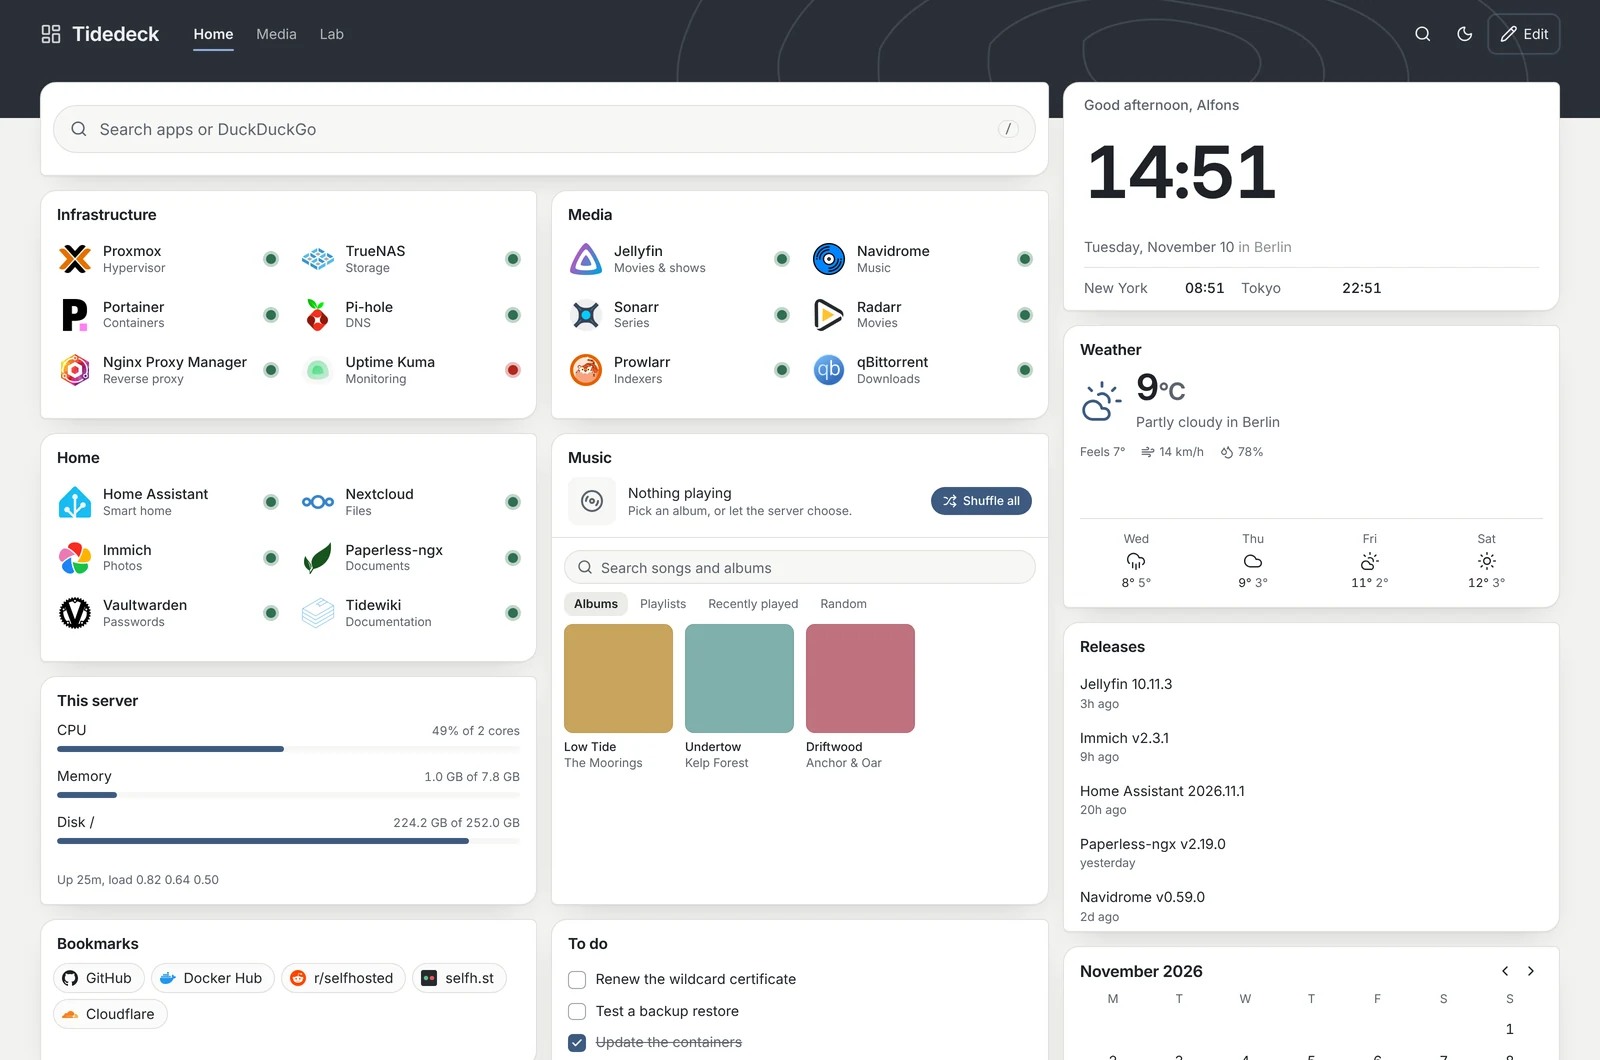 Tidedeck
Home
Media
Lab
Edit
Search apps or DuckDuckGo
/
Good afternoon, Alfons
14:51
Tuesday, November 10 in Berlin
New York 08:51 Tokyo 22:51
Infrastructure
Proxmox
Hypervisor
TrueNAS
Storage
Portainer
Containers
Pi-hole
DNS
Nginx Proxy Manager
Reverse proxy
Uptime Kuma
Monitoring
Media
Jellyfin
Movies & shows
Navidrome
Music
Sonarr
Series
Radarr
Movies
Prowlarr
Indexers
qb
qBittorrent
Downloads
Weather
9°C
Partly cloudy in Berlin
Feels 7° 14 km/h 78%
Wed
8° 5°
Thu
9° 3°
Fri
11° 2°
Sat
12° 3°
Home
Home Assistant
Smart home
Nextcloud
Files
Immich
Photos
Paperless-ngx
Documents
Vaultwarden
Passwords
Tidewiki
Documentation
Music
Nothing playing
Pick an album, or let the server choose.
Shuffle all
Search songs and albums
Albums
Playlists
Recently played
Random
Low Tide
The Moorings
Undertow
Kelp Forest
Driftwood
Anchor & Oar
Releases
Jellyfin 10.11.3
3h ago
Immich v2.3.1
9h ago
Home Assistant 2026.11.1
20h ago
Paperless-ngx v2.19.0
yesterday
Navidrome v0.59.0
2d ago
This server
CPU 49% of 2 cores
Memory 1.0 GB of 7.8 GB
Disk / 224.2 GB of 252.0 GB
Up 25m, load 0.82 0.64 0.50
Bookmarks
GitHub
Docker Hub
r/selfhosted
selfh.st
Cloudflare
To do
Renew the wildcard certificate
Test a backup restore
Update the containers
November 2026
M T W T F S S
1
2 3 4 5 6 7 8